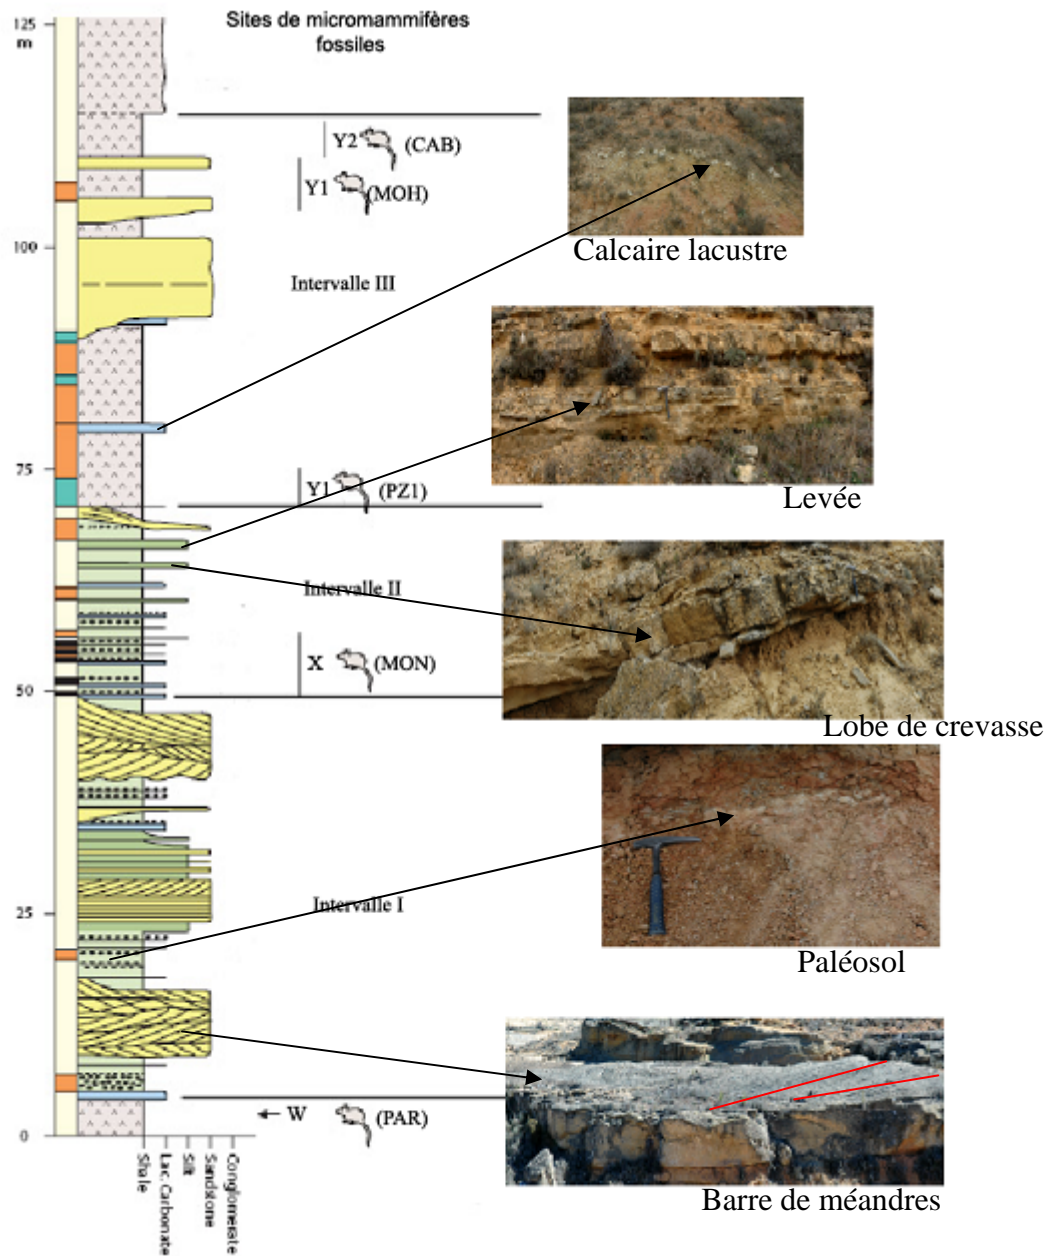 Sites de micromammifères
fossiles
125
m
Y2 (CAB)
Y1 (MOH)
Calcaire lacustre
100
Intervalle III
75
Y1 (PZ1)
Levée
Intervalle II
X (MON)
50
Lobe de crevasse
25
Intervalle I
Paléosol
W (PAR)
0
Shale
Lac. Carbonate
Silt
Sandstone
Conglomerate
Barre de méandres